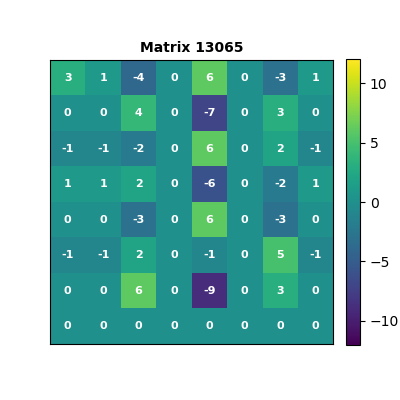 Matrix 13065
3 1 -4 0 6 0 -3 1
0 0 4 0 -7 0 3 0
-1 -1 -2 0 6 0 2 -1
1 1 2 0 -6 0 -2 1
0 0 -3 0 6 0 -3 0
-1 -1 2 0 -1 0 5 -1
0 0 6 0 -9 0 3 0
0 0 0 0 0 0 0 0
10
5
0
−5
−10